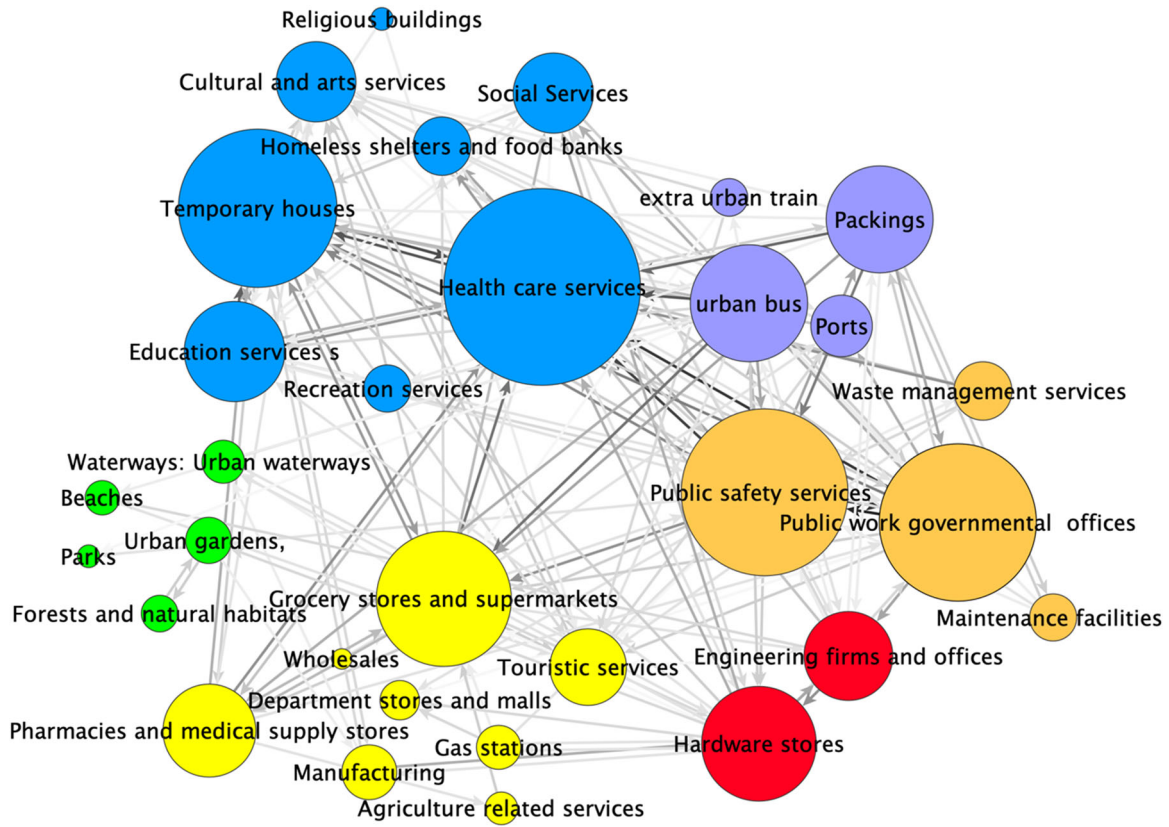 Religious buildings
Cultural and arts services
Social Services
Homeless shelters and food banks
extra urban train
Temporary houses
Packings
Health care services
urban bus
Ports
Education services s
Recreation services
Waste management services
Waterways: Urban waterways
Beaches
Public safety services
Public work governmental offices
Urban gardens,
Parks
Grocery stores and supermarkets
Forests and natural habitats
Maintenance facilities
Wholesales
Touristic services
Engineering firms and offices
Department stores and malls
Pharmacies and medical supply stores
Gas stations
Hardware stores
Manufacturing
Agriculture related services